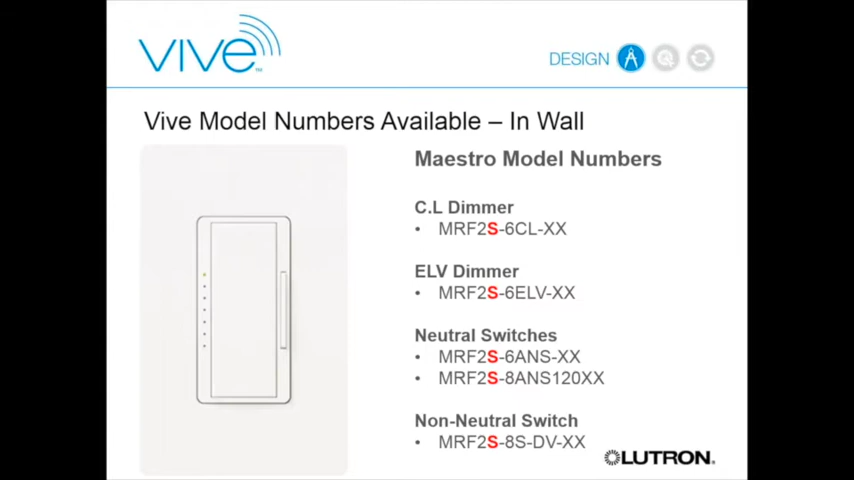 VIVE™
DESIGN
Vive Model Numbers Available – In Wall
Maestro Model Numbers
C.L Dimmer
• MRF2S-6CL-XX
ELV Dimmer
• MRF2S-6ELV-XX
Neutral Switches
• MRF2S-6ANS-XX
• MRF2S-8ANS120XX
Non-Neutral Switch
• MRF2S-8S-DV-XX
LUTRON®